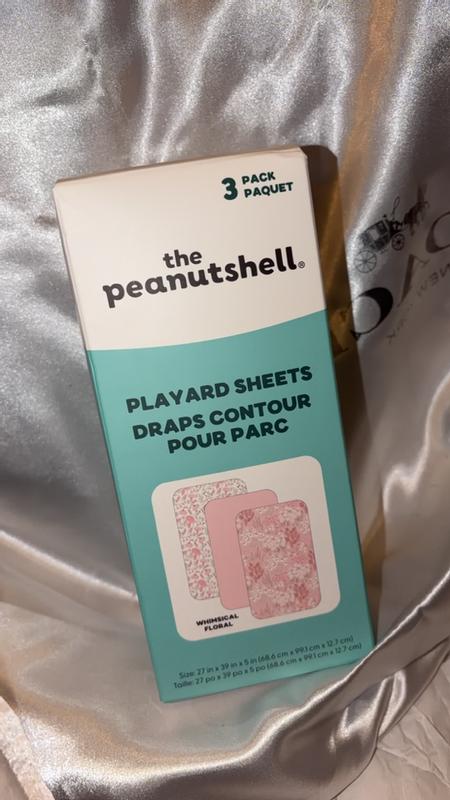 3 PACK
PAQUET
the
peanutshell®
PLAYARD SHEETS
DRAPS CONTOUR
POUR PARC
WHIMSICAL
FLORAL
Size: 27 in x 39 in x 5 in (68.6 cm x 99.1 cm x 12.7 cm)
Taille: 27 po x 39 po x 5 po (68.6 cm x 99.1 cm x 12.7 cm)